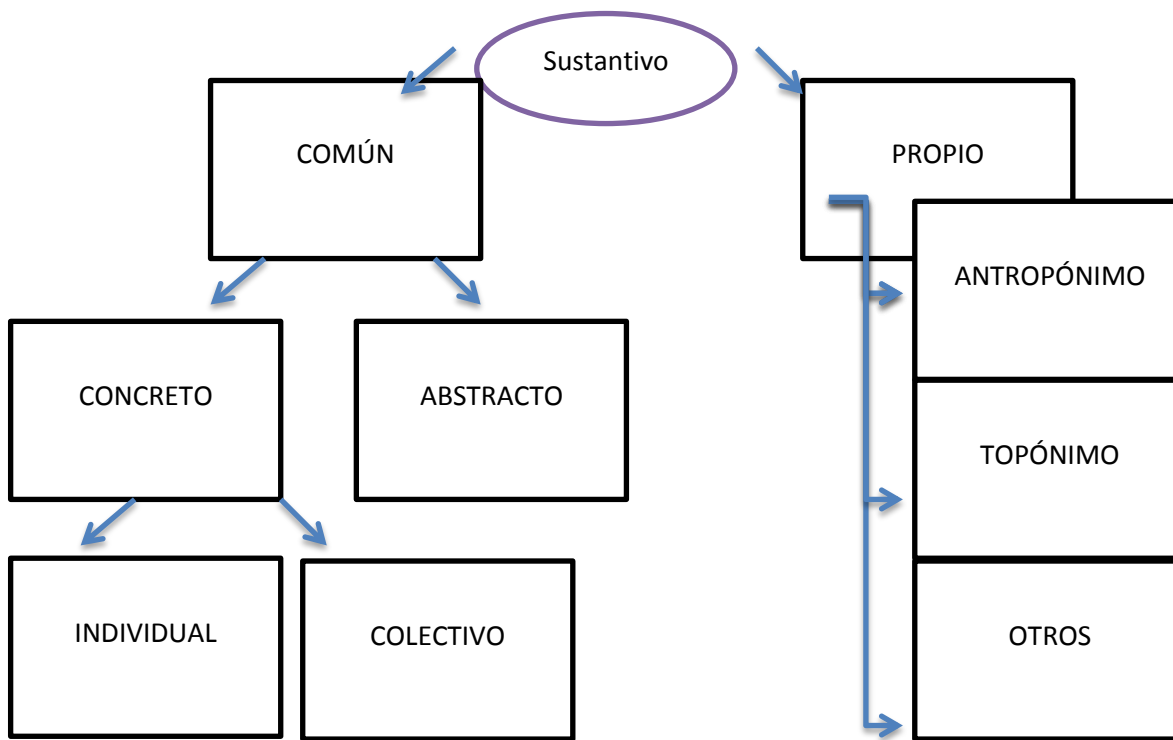 Sustantivo
COMÚN
PROPIO
ANTROPÓNIMO
CONCRETO
ABSTRACTO
TOPÓNIMO
INDIVIDUAL
COLECTIVO
OTROS